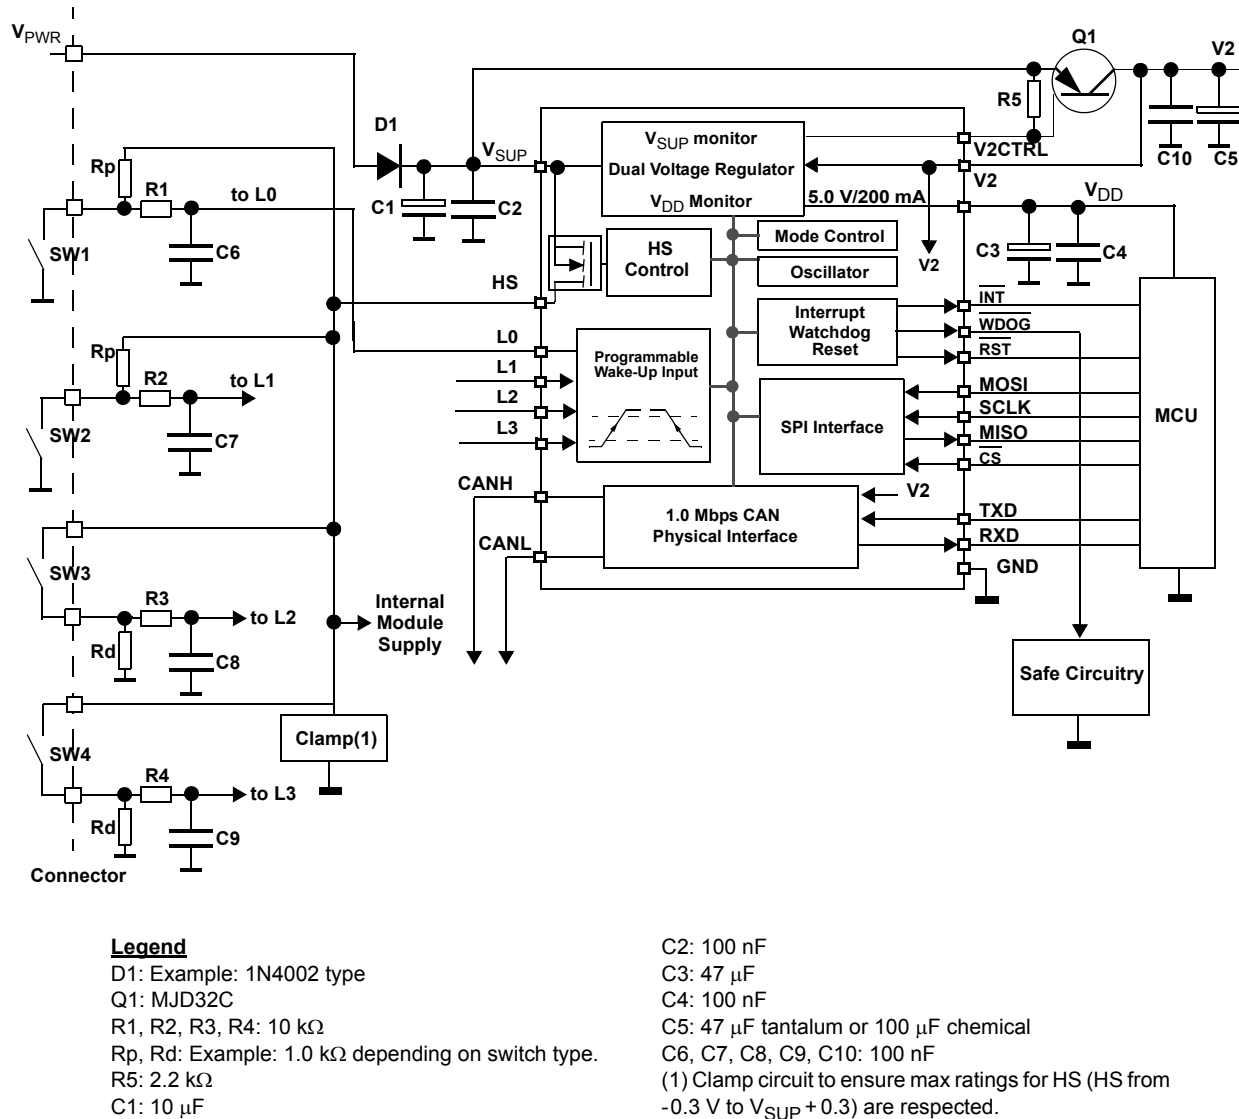 V PWR
Q1
V2
R5
D1
VSUP
VSUP monitor
Dual Voltage Regulator
VDD Monitor
V2CTRL
V2
C10
C5
Rp
R1
to L0
C1
C2
5.0 V/200 mA
VDD
SW1
C6
HS
HS
Control
Mode Control
Oscillator
V2
C3
C4
INT
Interrupt
Watchdog
Reset
WDOG
RST
L0
L1
L2
L3
Programmable
Wake-Up Input
Rp
R2
to L1
SW2
C7
SPI Interface
MOSI
SCLK
MISO
CS
MCU
CANH
CANL
1.0 Mbps CAN
Physical Interface
V2
TXD
RXD
GND
SW3
R3
to L2
Rd
C8
Internal
Module
Supply
Safe Circuitry
SW4
Clamp(1)
R4
to L3
Rd
C9
Connector
Legend
D1: Example: 1N4002 type
Q1: MJD32C
R1, R2, R3, R4: 10 kΩ
Rp, Rd: Example: 1.0 kΩ depending on switch type.
R5: 2.2 kΩ
C1: 10 μF
C2: 100 nF
C3: 47 μF
C4: 100 nF
C5: 47 μF tantalum or 100 μF chemical
C6, C7, C8, C9, C10: 100 nF
(1) Clamp circuit to ensure max ratings for HS (HS from
-0.3 V to VSUP + 0.3) are respected.